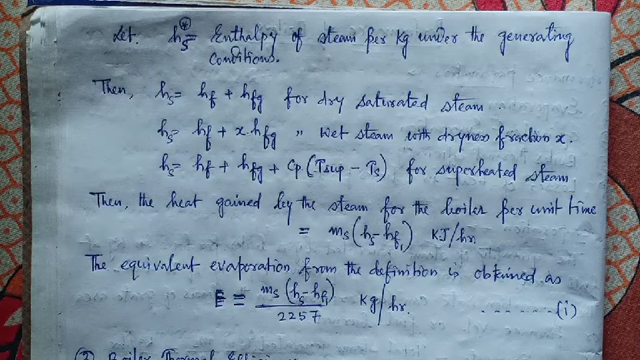 Let. hs = Enthalpy of steam per kg under the generating
conditions.
Then, hs = hf + hfg for dry saturated steam
hs = hf + x.hfg " wet steam with dryness fraction x.
hs = hf + hfg + Cp (Tsup - Ts) for superheated steam
Then, the heat gained by the steam for the boiler per unit time
= ms (hs - hf1) KJ/hr
The equivalent evaporation from the definition is obtained as
E = ms (hs - hf1) / 2257 Kg/hr. ....... (i)
(2) Boiler Thermal